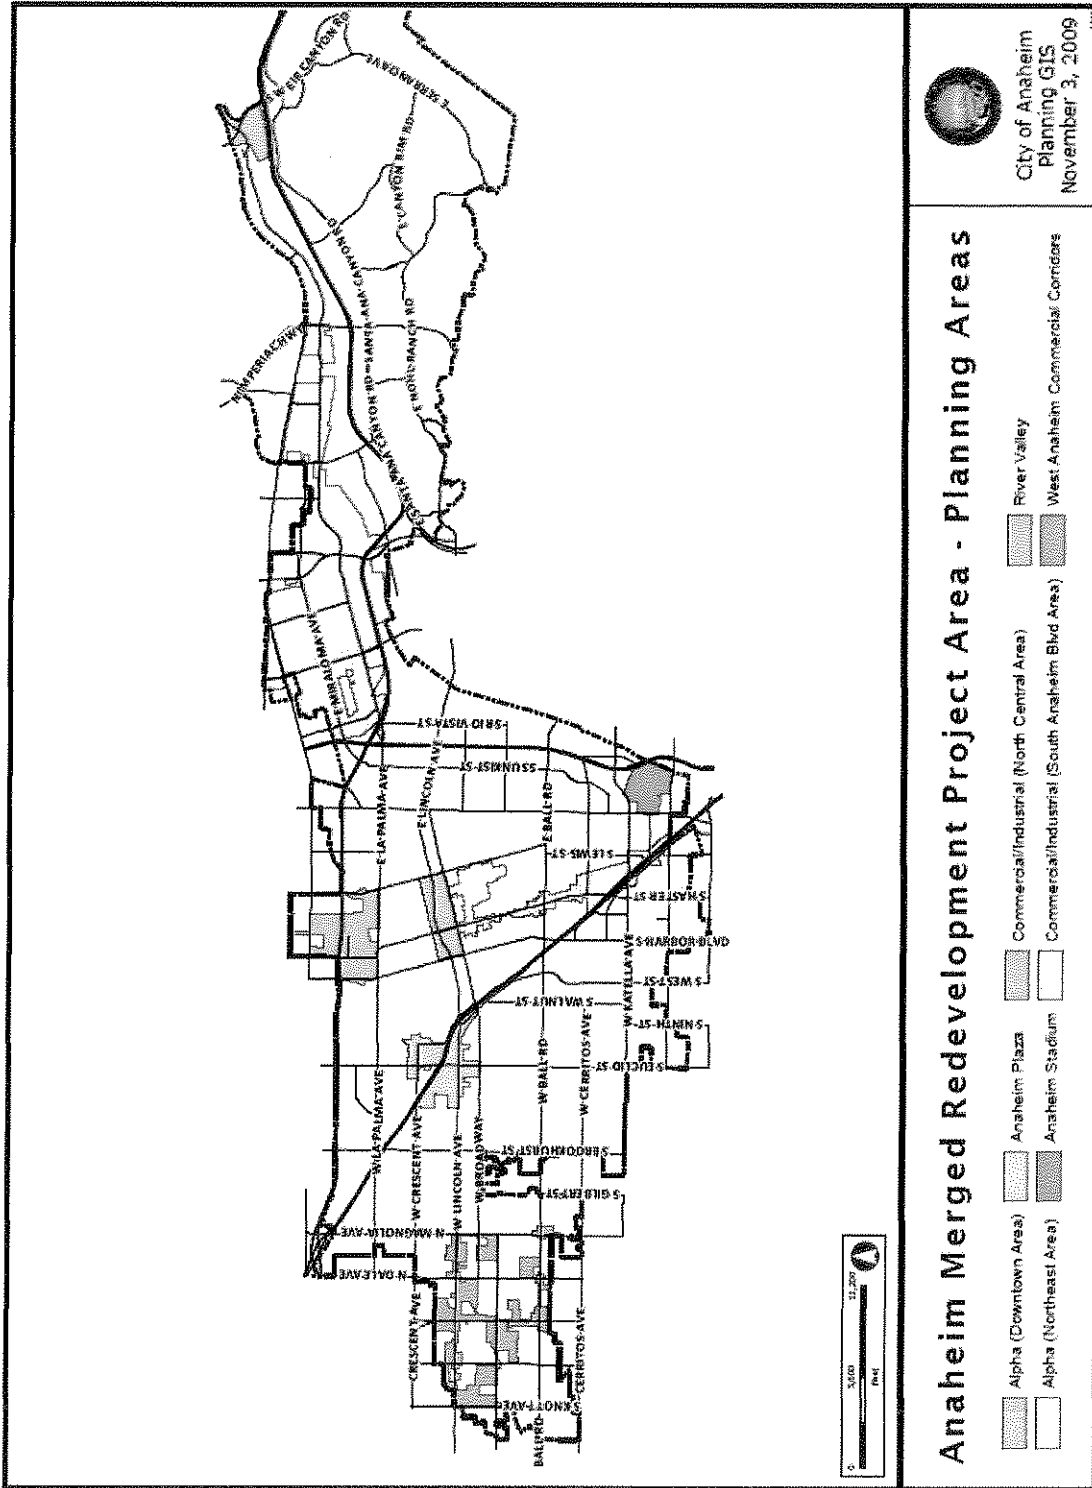 Anaheim Merged Redevelopment Project Area - Planning Areas
Alpha (Downtown Area)
Alpha (Northeast Area)
Anaheim Plaza
Anaheim Stadium
Commercial/Industrial (North Central Area)
Commercial/Industrial (South Anaheim Blvd Area)
River Valley
West Anaheim Commercial Corridors
City of Anaheim
Planning GIS
November 3, 2009
Feet
S WEIR CANYON RD
E SERRANO AVE
E CANYON RIM RD
E SANTA ANA CANYON RD
SANTA ANA CANYON RD
E NOHL RANCH RD
N IMPERIAL HWY
E MIRALOMA AVE
S RIO VISTA ST
S SUNKIST ST
E LA PALMA AVE
E LINCOLN AVE
E BALL RD
S LEWIS ST
S HASTER ST
S HARBOR BLVD
W KATELLA AVE
S WEST ST
S WALNUT ST
S NINTH ST
S EUCLID ST
W CERRITOS AVE
W BALL RD
W LA PALMA AVE
W CRESCENT AVE
W LINCOLN AVE
W BROADWAY
S BROOKHURST ST
S GILBERT ST
N MAGNOLIA AVE
N DALE AVE
CRESCENT AVE
CERRITOS AVE
S KNOTT AVE
BALL RD